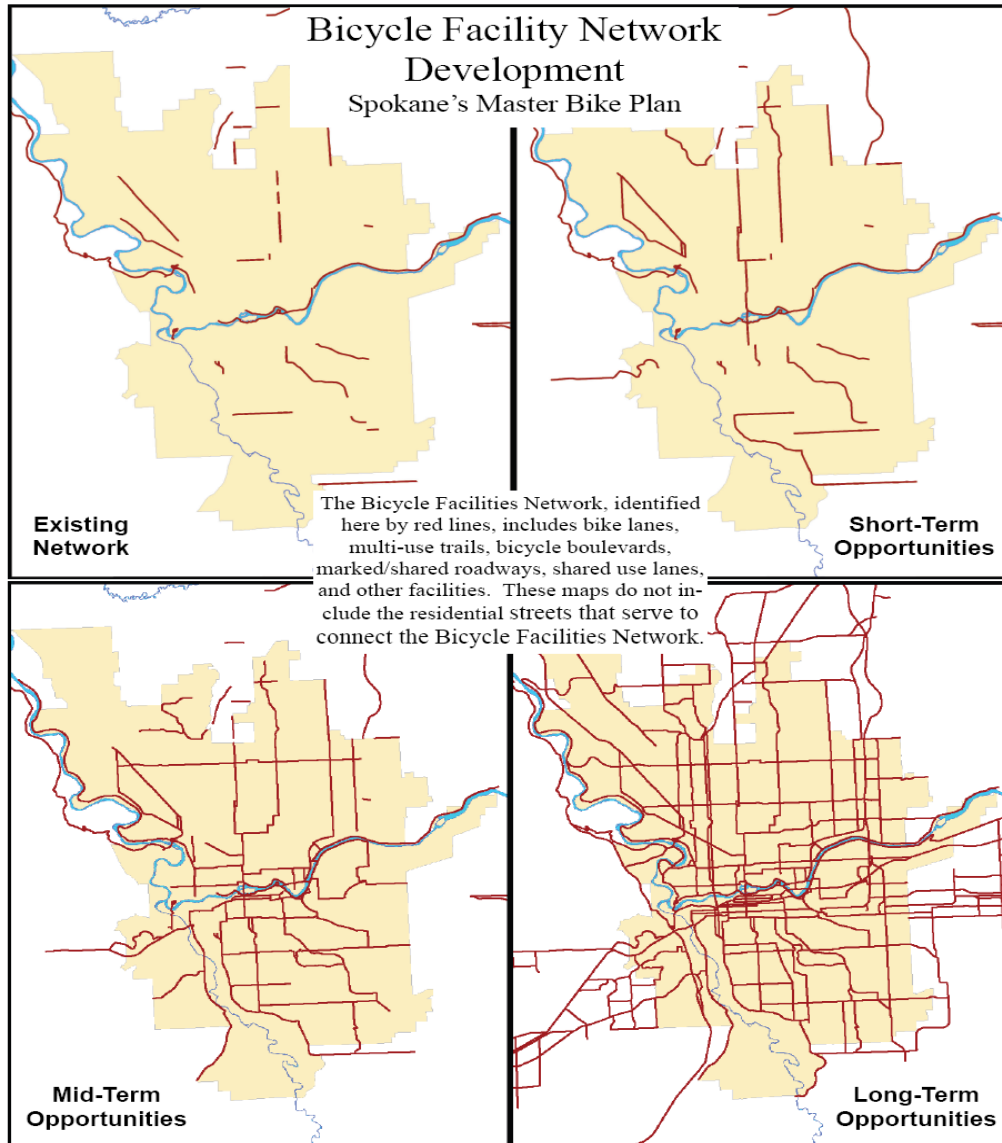 Bicycle Facility Network
Development
Spokane's Master Bike Plan
Existing
Network
Short-Term
Opportunities
The Bicycle Facilities Network, identified
here by red lines, includes bike lanes,
multi-use trails, bicycle boulevards,
marked/shared roadways, shared use lanes,
and other facilities. These maps do not in-
clude the residential streets that serve to
connect the Bicycle Facilities Network.
Mid-Term
Opportunities
Long-Term
Opportunities